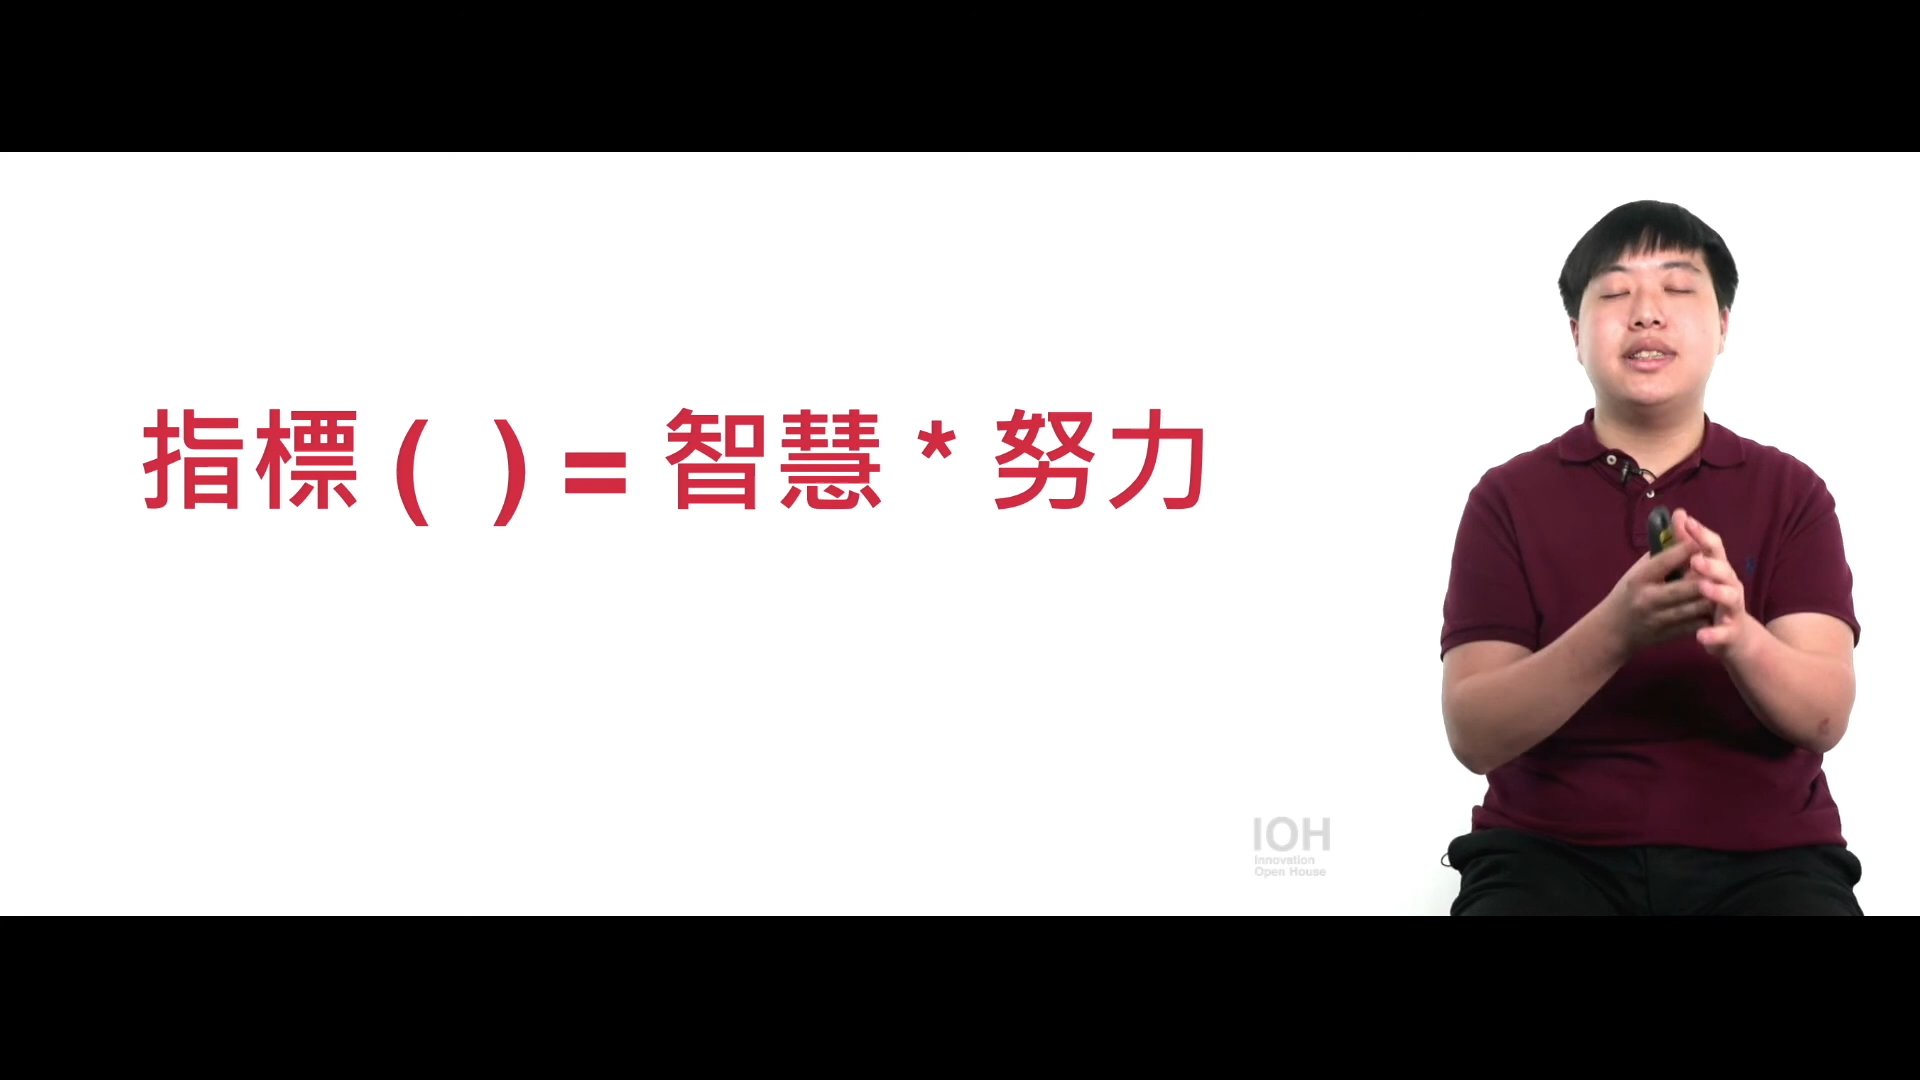 指標 ( ) = 智慧 * 努力
IOH
Innovation
Open House